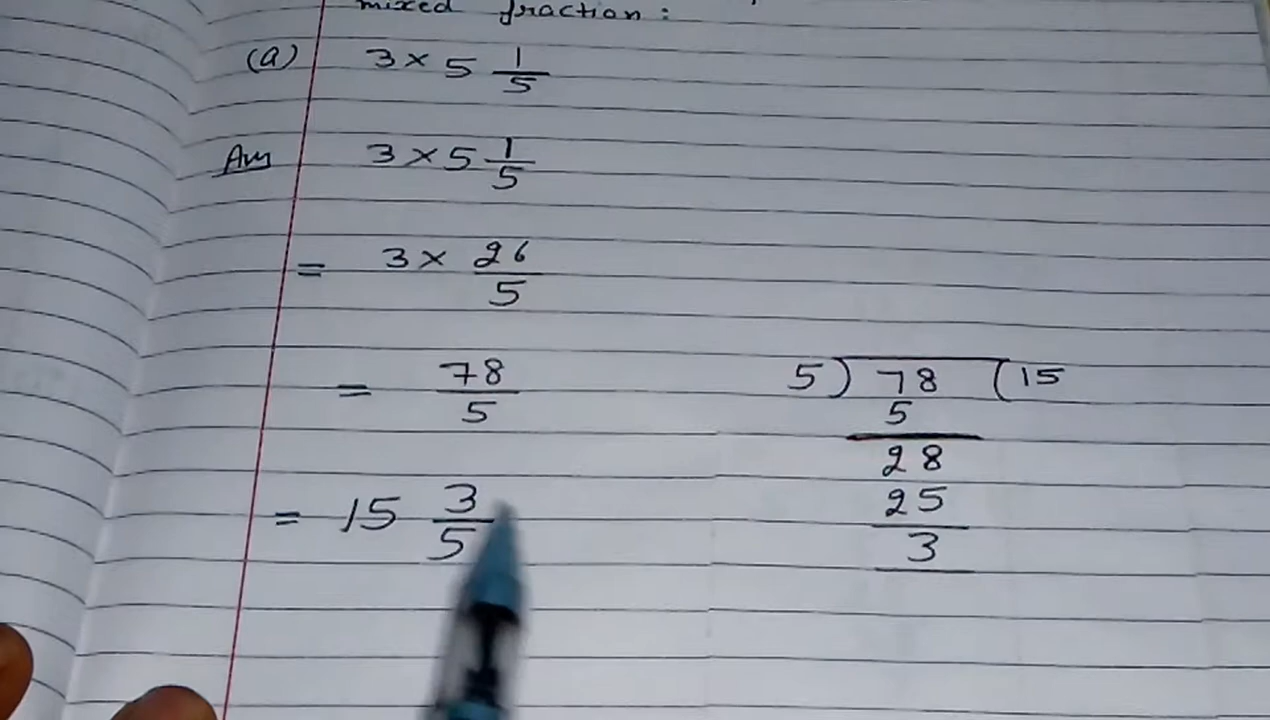 mixed fraction :
(a) 3 × 5 1/5
Ans 3 × 5 1/5
= 3 × 26/5
= 78/5
= 15 3/5
5 ) 78 ( 15
5
28
25
3